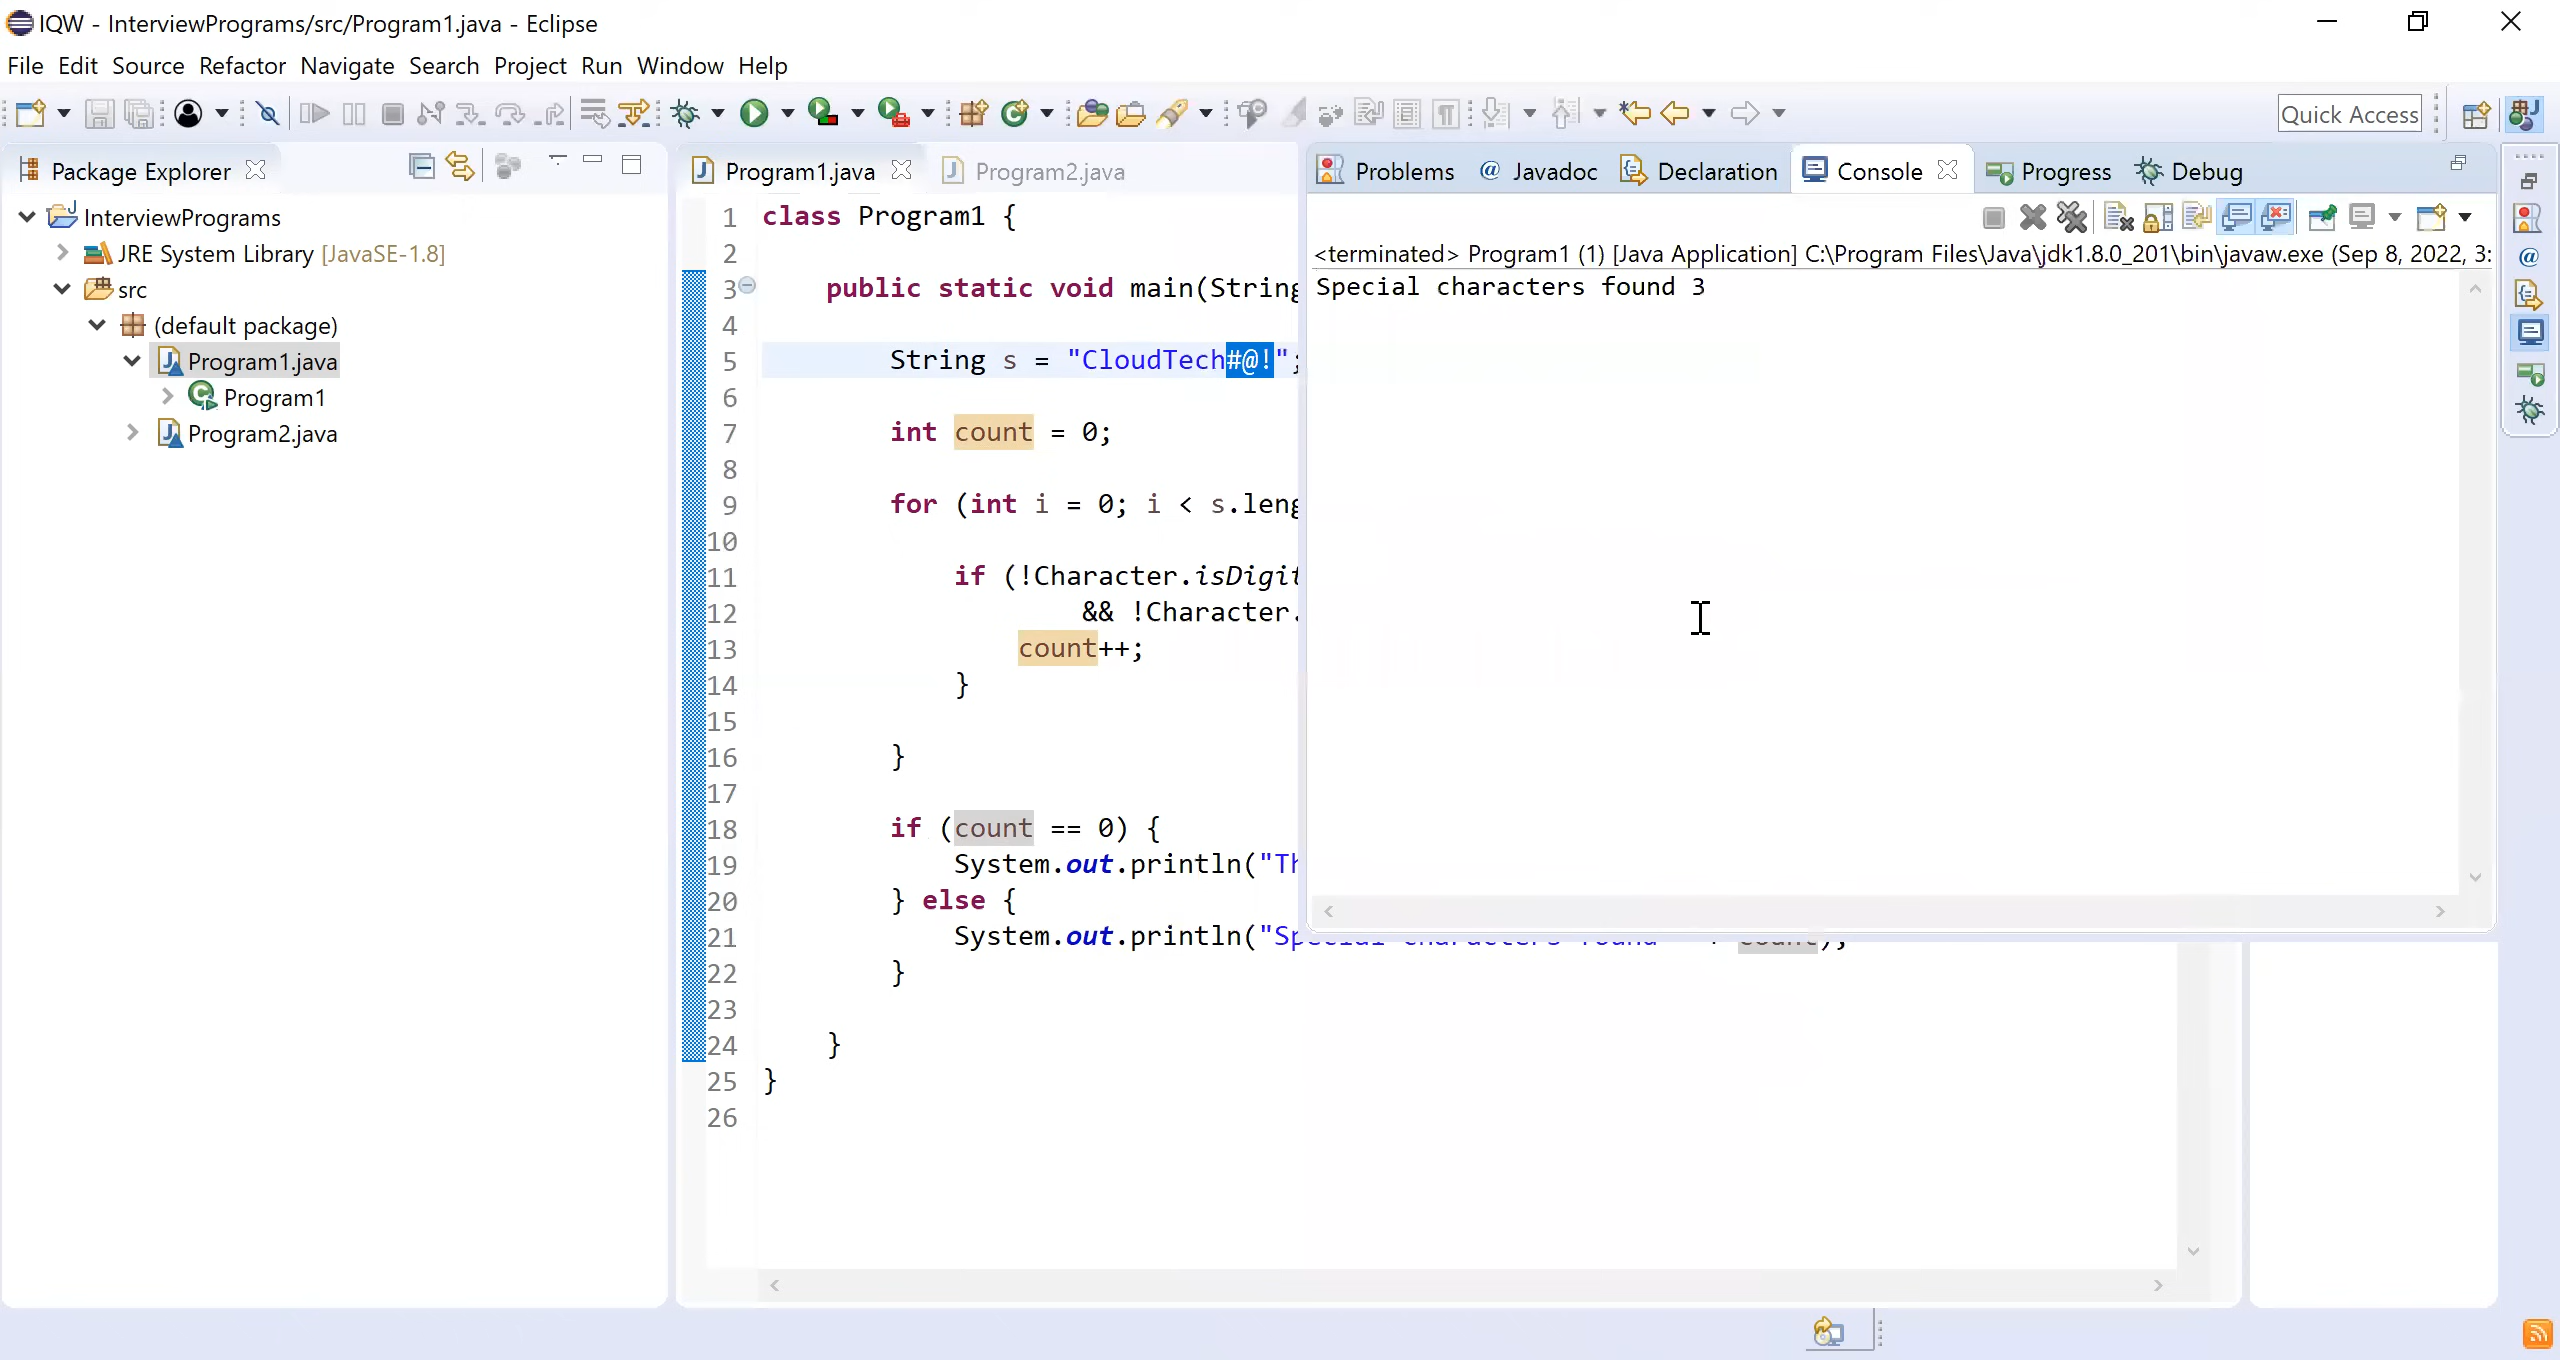 IQW - InterviewPrograms/src/Program1.java - Eclipse
File Edit Source Refactor Navigate Search Project Run Window Help
Quick Access
Package Explorer
Program1.java
Program2.java
Problems @ Javadoc Declaration Console Progress Debug
InterviewPrograms
JRE System Library [JavaSE-1.8]
src
(default package)
Program1.java
Program1
Program2.java
<terminated> Program1 (1) [Java Application] C:\Program Files\Java\jdk1.8.0_201\bin\javaw.exe (Sep 8, 2022, 3:
Special characters found 3
1 class Program1 {
2
3 public static void main(String
4
5 String s = "CloudTech#@!";
6
7 int count = 0;
8
9 for (int i = 0; i < s.leng
10
11 if (!Character.isDigit
12 && !Character.
13 count++;
14 }
15
16 }
17
18 if (count == 0) {
19 System.out.println("Th
20 } else {
21 System.out.println("Sp
22 }
23
24 }
25 }
26